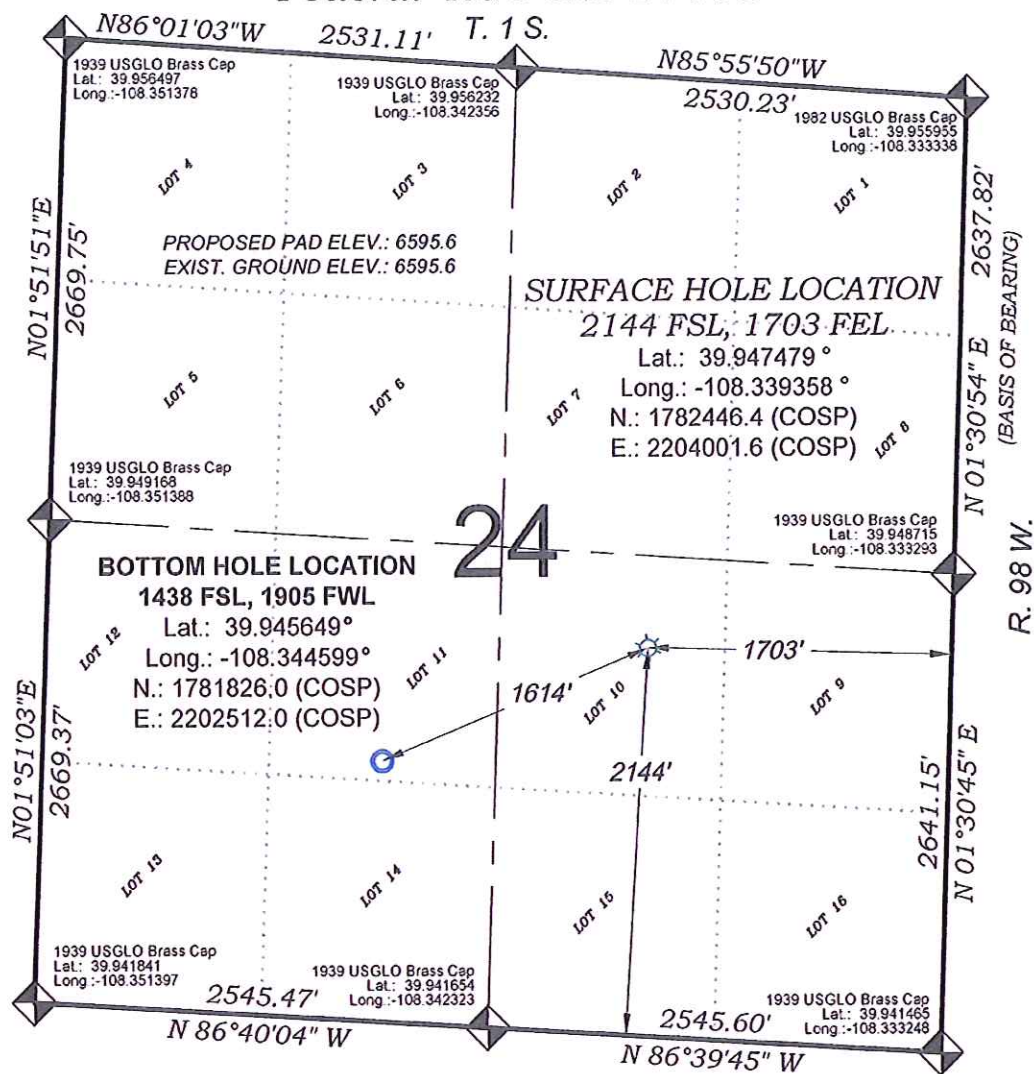 T. 1 S.
N86°01'03"W
2531.11'
N85°55'50"W
2530.23'
1939 USGLO Brass Cap
Lat.: 39.956497
Long.:-108.351378
1939 USGLO Brass Cap
Lat.: 39.956232
Long.:-108.342356
1982 USGLO Brass Cap
Lat.: 39.955955
Long.:-108.333338
LOT 4
LOT 3
LOT 2
LOT 1
N01°51'51"E
2669.75'
2637.82'
N 01°30'54" E
(BASIS OF BEARING)
PROPOSED PAD ELEV.: 6595.6
EXIST. GROUND ELEV.: 6595.6
SURFACE HOLE LOCATION
2144 FSL, 1703 FEL
Lat.: 39.947479 °
Long.: -108.339358 °
N.: 1782446.4 (COSP)
E.: 2204001.6 (COSP)
LOT 5
LOT 6
LOT 7
LOT 8
1939 USGLO Brass Cap
Lat.: 39.949168
Long.:-108.351388
24
1939 USGLO Brass Cap
Lat.: 39.948715
Long.:-108.333293
R. 98 W.
BOTTOM HOLE LOCATION
1438 FSL, 1905 FWL
Lat.: 39.945649°
Long.: -108.344599°
N.: 1781826.0 (COSP)
E.: 2202512.0 (COSP)
LOT 12
LOT 11
LOT 10
LOT 9
1614'
1703'
2144'
N01°51'03"E
2669.37'
2641.15'
N 01°30'45" E
LOT 13
LOT 14
LOT 15
LOT 16
1939 USGLO Brass Cap
Lat.: 39.941841
Long.:-108.351397
1939 USGLO Brass Cap
Lat.: 39.941654
Long.:-108.342323
1939 USGLO Brass Cap
Lat.: 39.941465
Long.:-108.333248
2545.47'
N 86°40'04" W
2545.60'
N 86°39'45" W